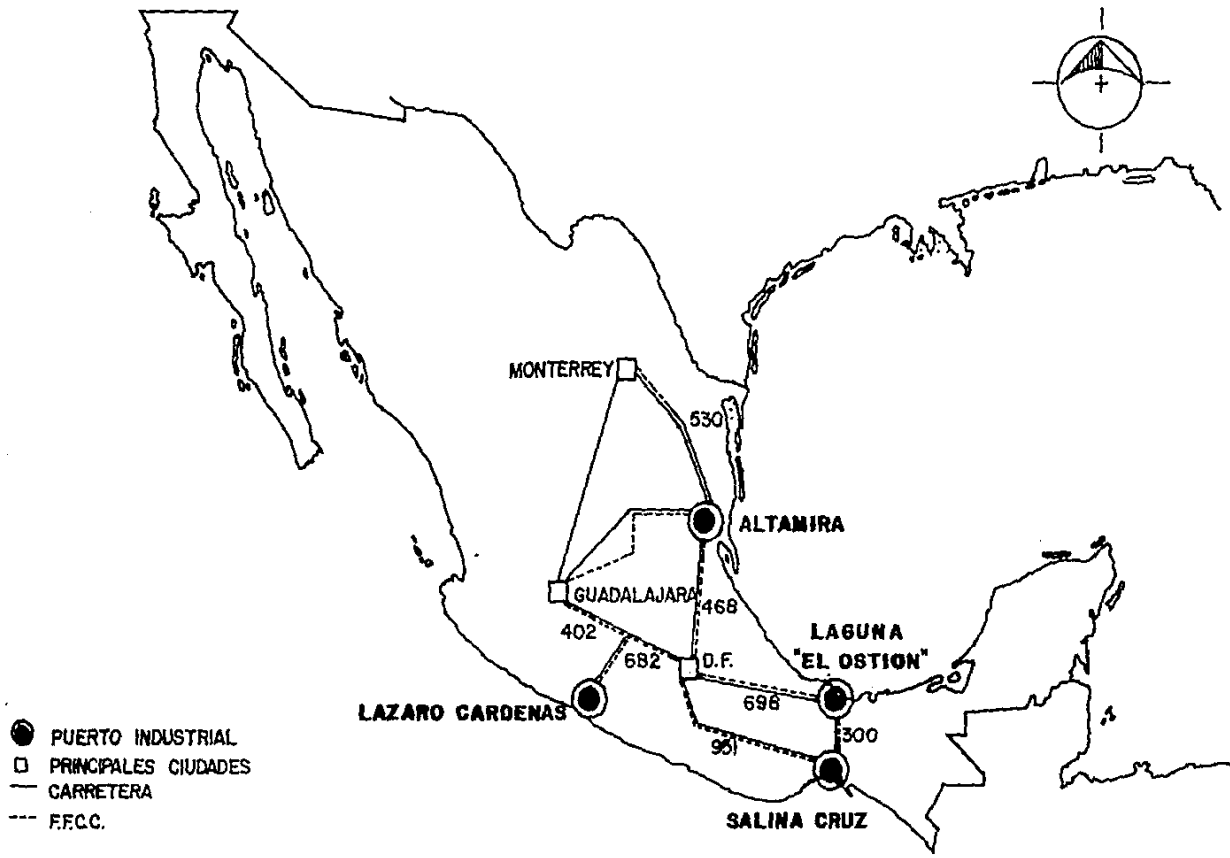 MONTERREY
530
ALTAMIRA
GUADALAJARA
468
402
LAGUNA
"EL OSTION"
682
D.F.
698
LAZARO CARDENAS
951
300
SALINA CRUZ
PUERTO INDUSTRIAL
PRINCIPALES CIUDADES
CARRETERA
F.F.C.C.